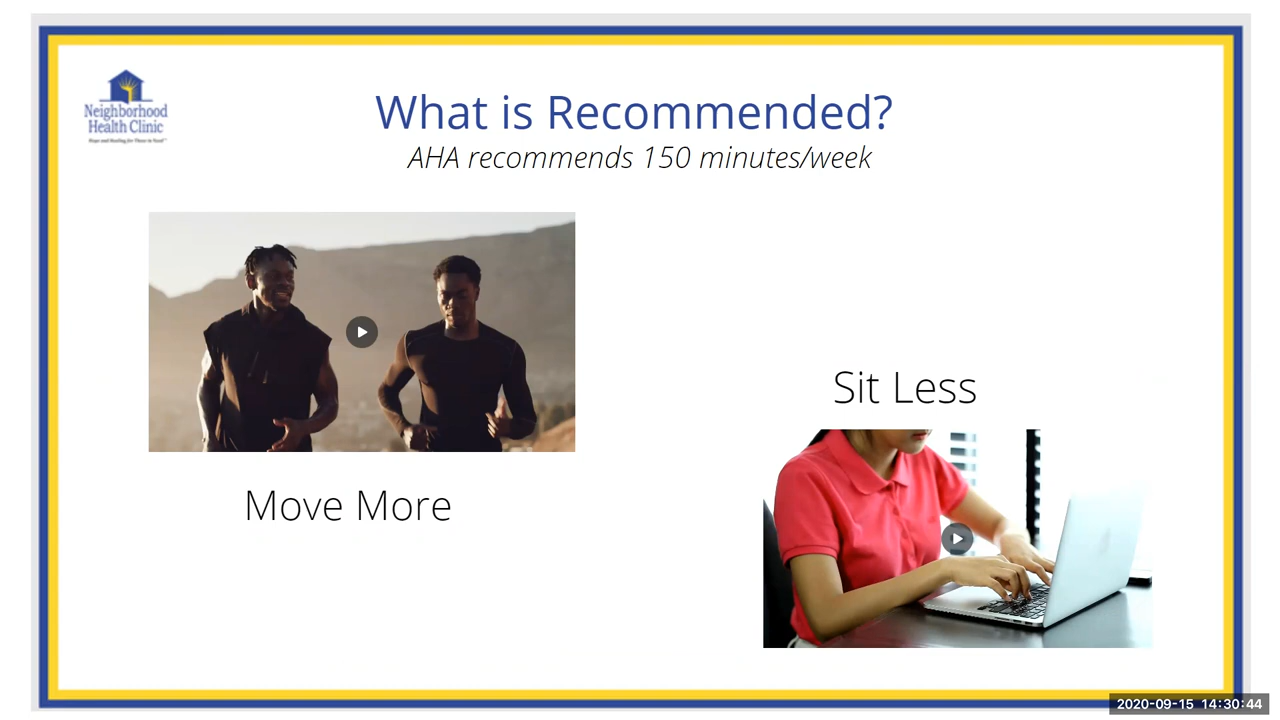 Neighborhood
Health Clinic
What is Recommended?
AHA recommends 150 minutes/week
Sit Less
Move More
2020-09-15 14:30:44